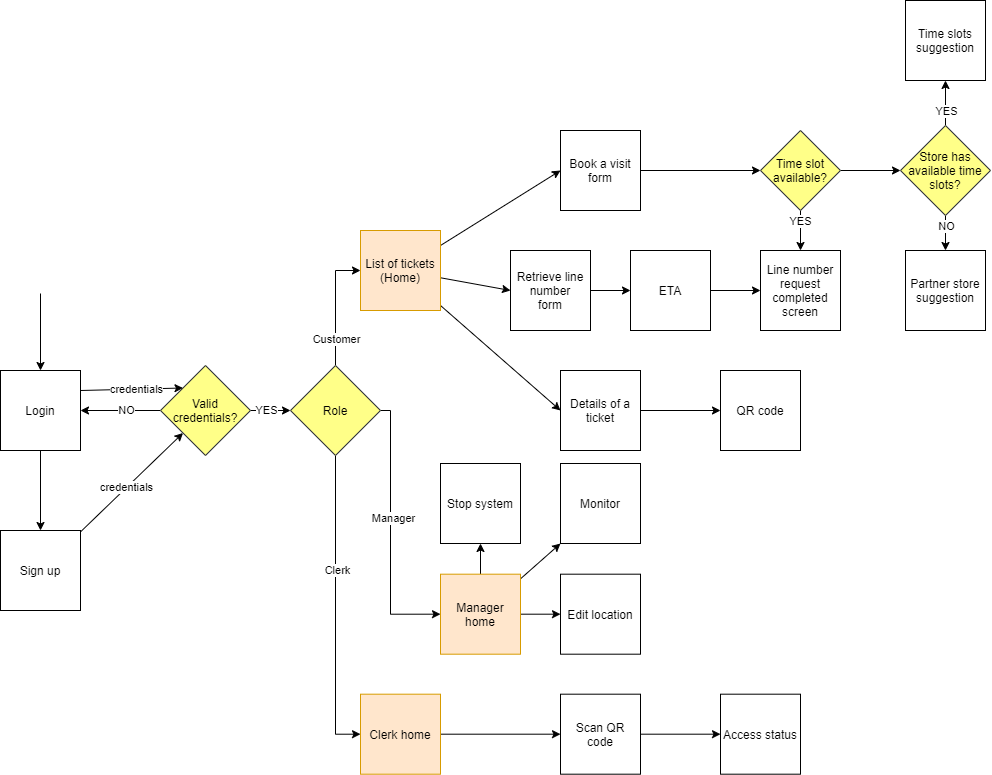 Time slots
suggestion
YES
Book a visit
form
Time slot
available?
Store has
available time
slots?
YES
NO
List of tickets
(Home)
Retrieve line
number
form
ETA
Line number
request
completed
screen
Partner store
suggestion
Customer
Login
credentials
NO
Valid
credentials?
YES
Role
Details of a
ticket
QR code
credentials
Sign up
Manager
Stop system
Monitor
Clerk
Manager
home
Edit location
Clerk home
Scan QR
code
Access status